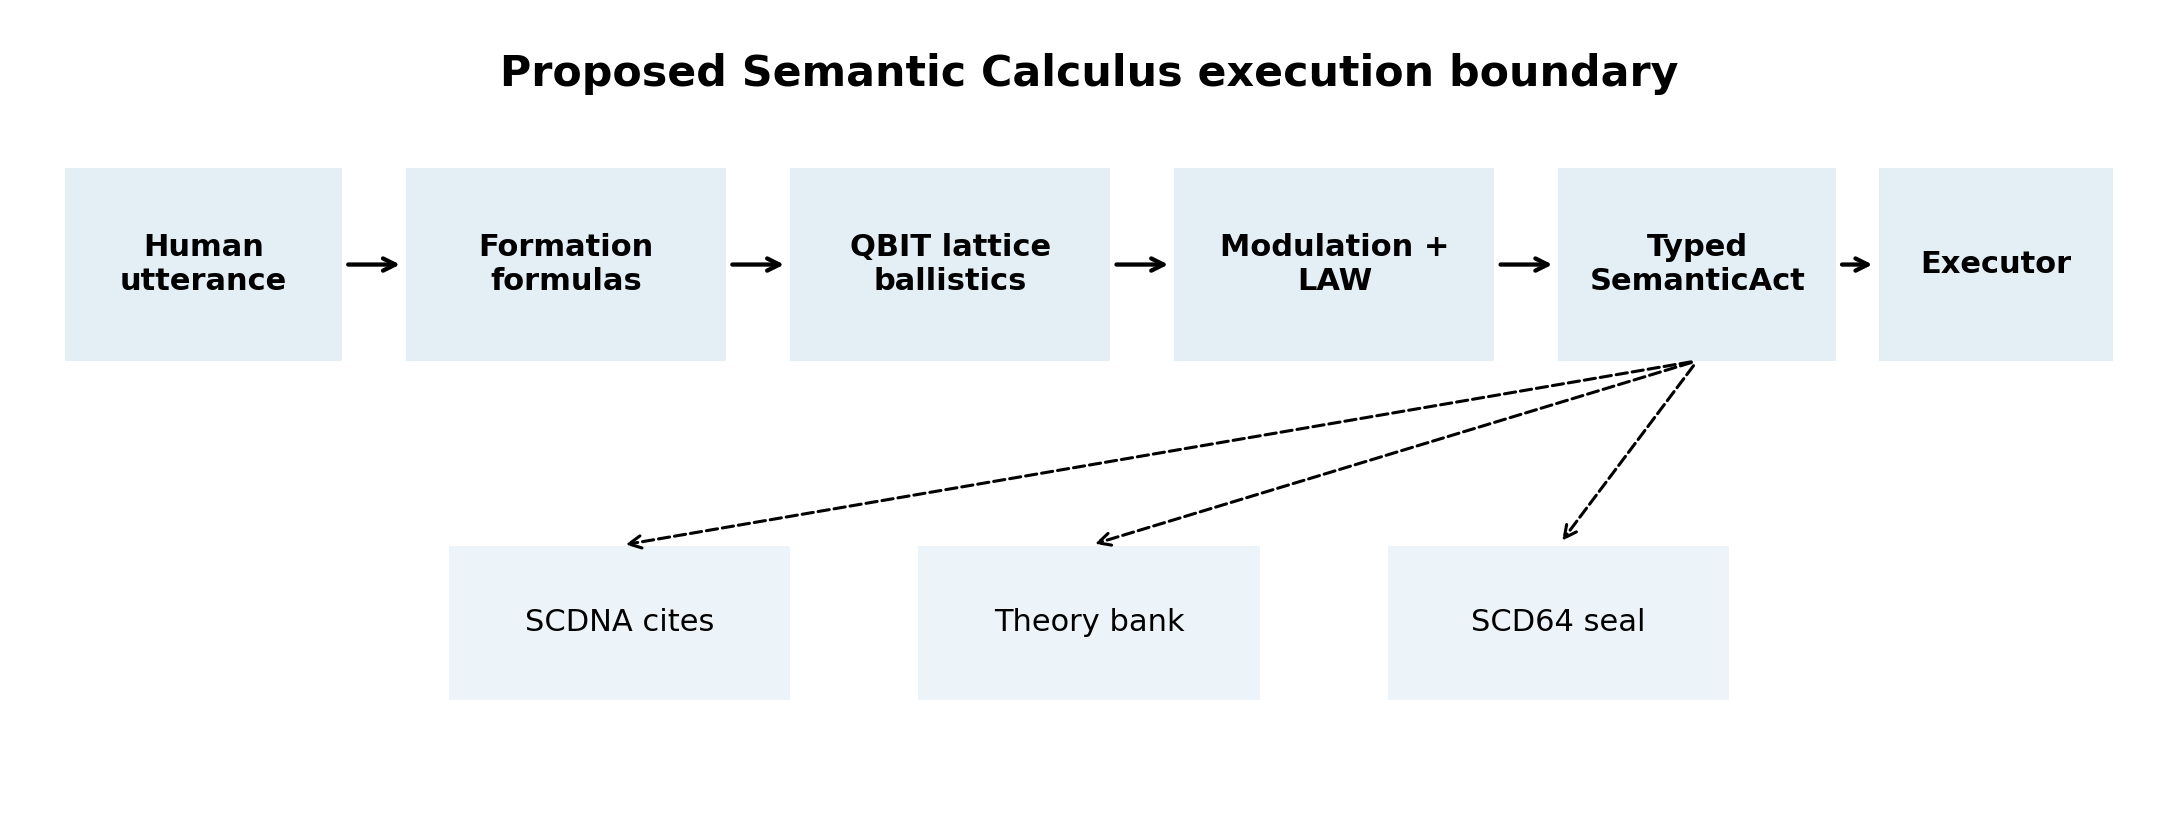 Proposed Semantic Calculus execution boundary
Human
utterance
Formation
formulas
QBIT lattice
ballistics
Modulation +
LAW
Typed
SemanticAct
Executor
SCDNA cites
Theory bank
SCD64 seal